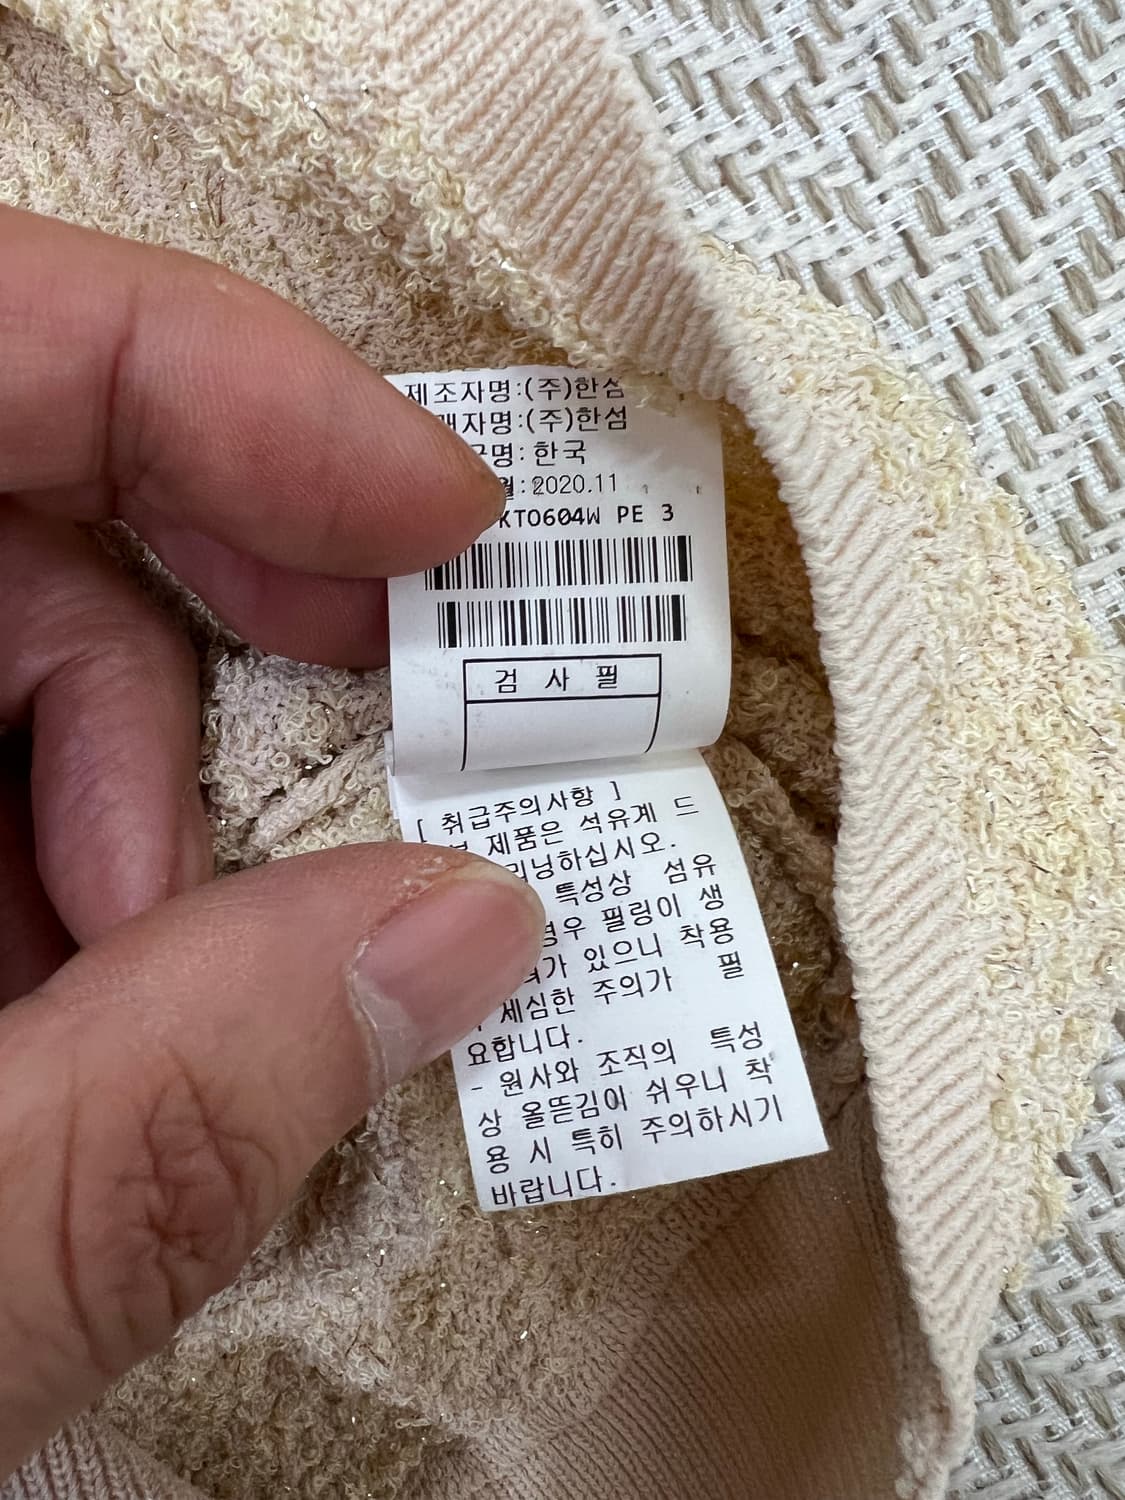 제조자명:(주)한섬
자명:(주)한섬
명: 한국
월: 2020.11
KT0604W PE 3
검 사 필
[ 취급주의사항 ]
제품은 석유계 드
리닝하십시오.
특성상 섬유
경우 필링이 생
가 있으니 착용
세심한 주의가 필
요합니다.
- 원사와 조직의 특성
상 올뜯김이 쉬우니 착
용 시 특히 주의하시기
바랍니다.